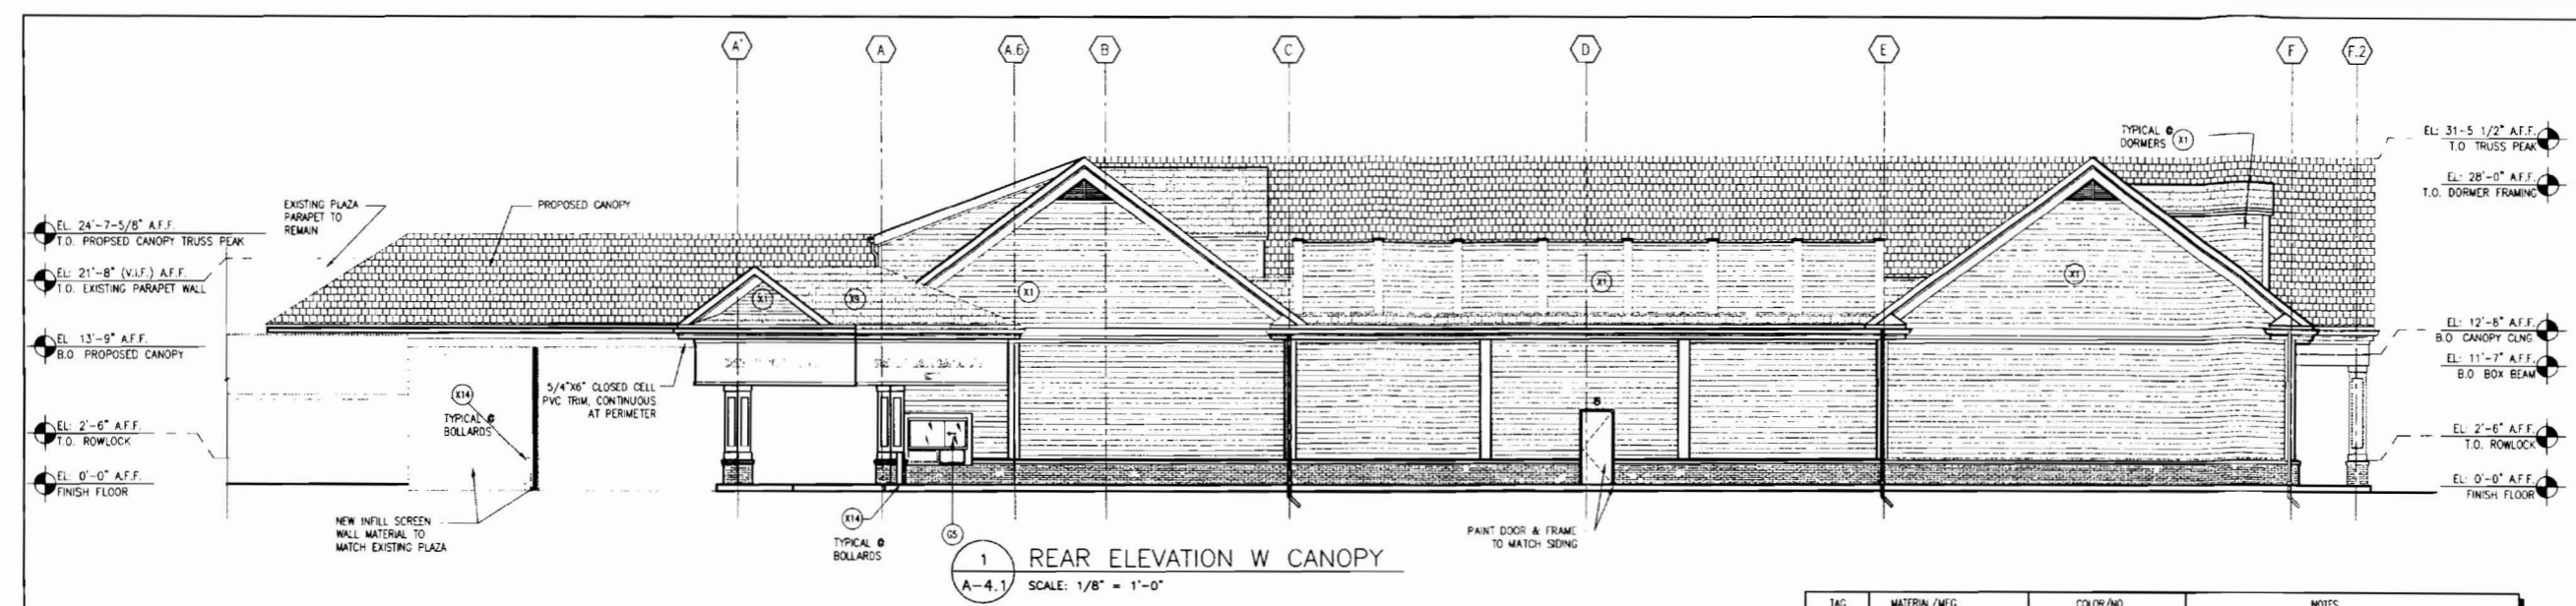 A'
A
A.6
B
C
D
E
F
F.2
TYPICAL @
DORMERS
X1
EL: 31-5 1/2" A.F.F.
T.O TRUSS PEAK
EL: 28'-0" A.F.F.
T.O. DORMER FRAMING
EXISTING PLAZA
PARAPET TO
REMAIN
PROPOSED CANOPY
EL. 24'-7-5/8" A.F.F.
T.O. PROPSED CANOPY TRUSS PEAK
EL: 21'-8" (V.I.F.) A.F.F.
T.O. EXISTING PARAPET WALL
X1
X9
X1
X1
X1
EL 13'-9" A.F.F.
B.O PROPOSED CANOPY
EL: 12'-8" A.F.F.
B.O CANOPY CLNG.
EL: 11'-7" A.F.F.
B.O BOX BEAM
5/4"X6" CLOSED CELL
PVC TRIM, CONTINUOUS
AT PERIMETER
X14
TYPICAL @
BOLLARDS
EL: 2'-6" A.F.F.
T.O. ROWLOCK
EL: 2'-6" A.F.F.
T.O. ROWLOCK
EL: 0'-0" A.F.F.
FINISH FLOOR
EL: 0'-0" A.F.F.
FINISH FLOOR
NEW INFILL SCREEN
WALL MATERIAL TO
MATCH EXISTING PLAZA
X14
TYPICAL @
BOLLARDS
G5
PAINT DOOR & FRAME
TO MATCH SIDING
1
A-4.1
REAR ELEVATION W CANOPY
SCALE: 1/8" = 1'-0"
TAG MATERIAL/MFG COLOR/NO NOTES